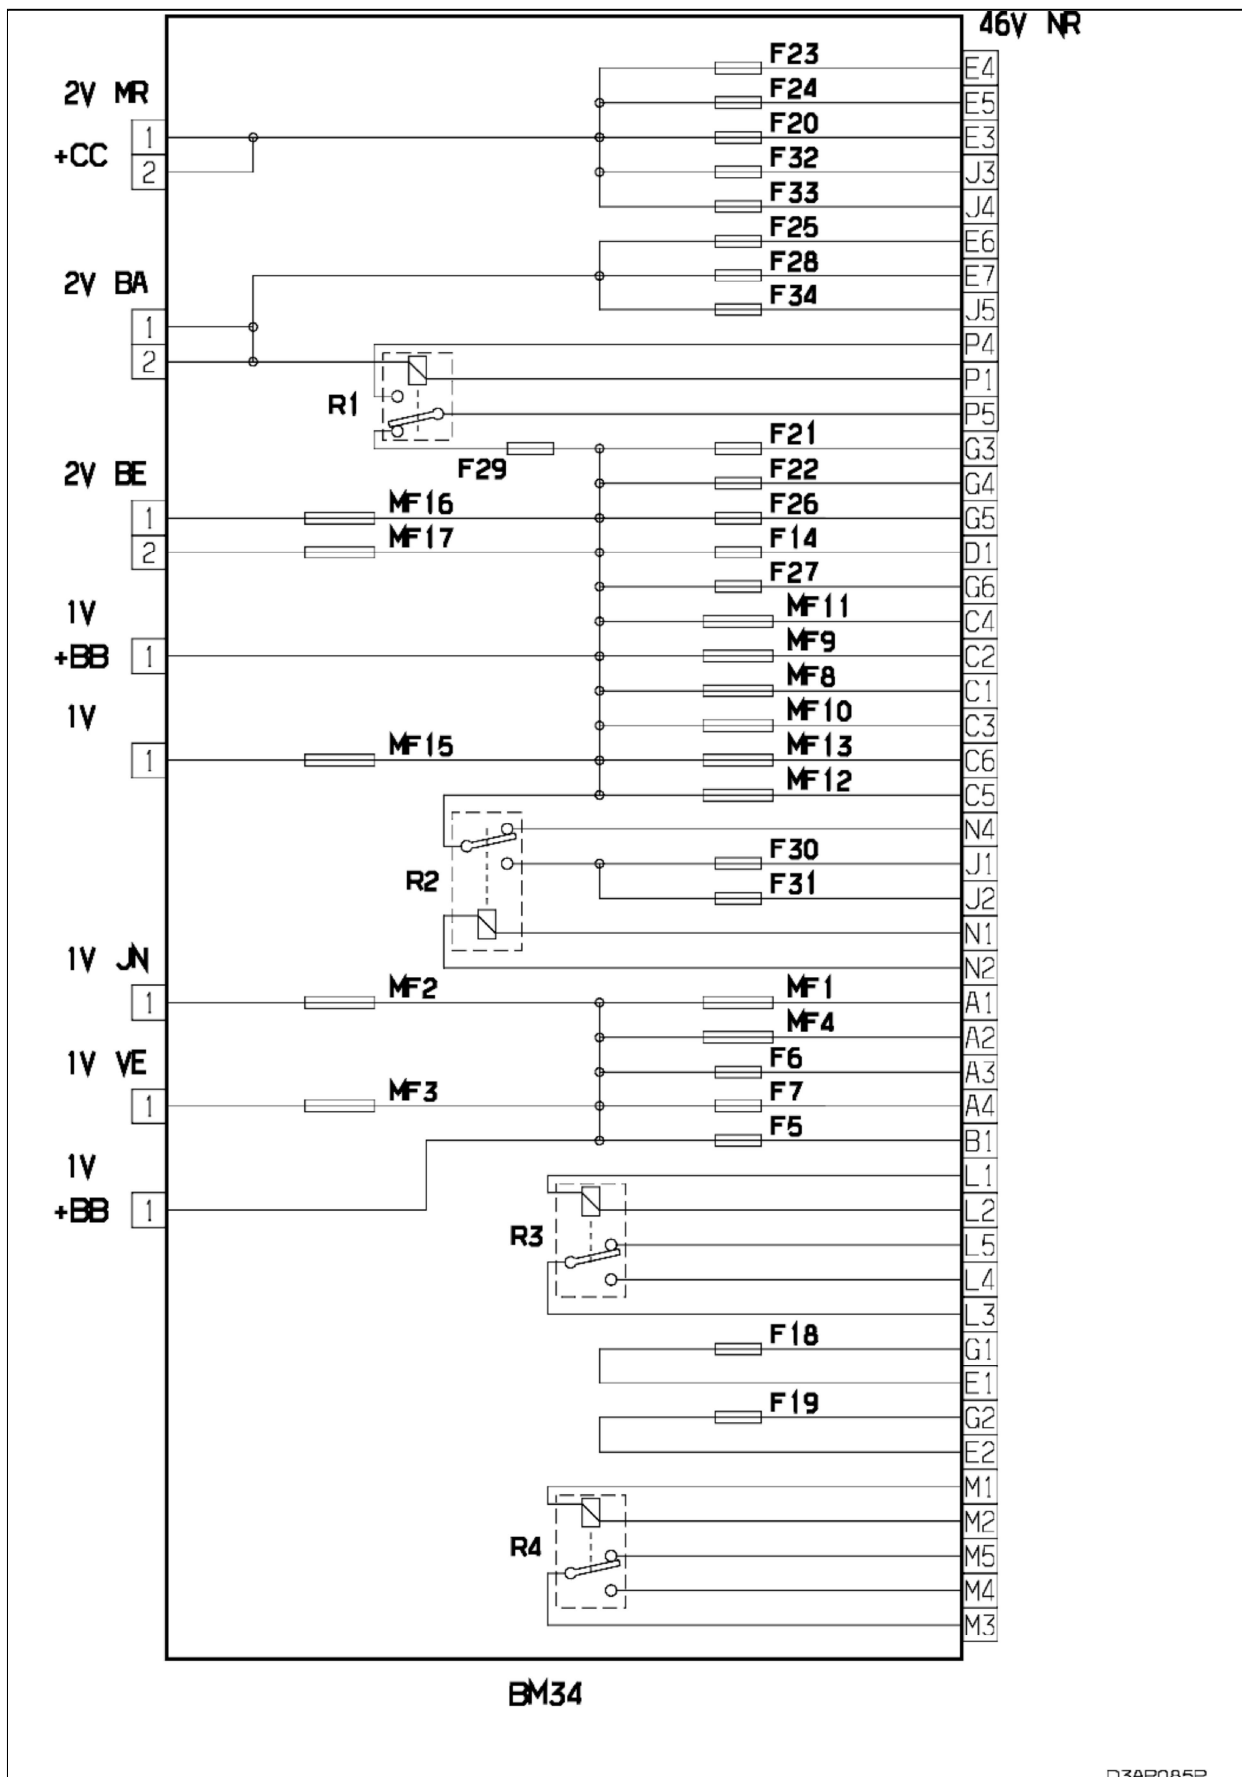 46V NR
F23 E4
2V MR
F24 E5
1 F20 E3
+CC
2 F32 J3
F33 J4
F25 E6
2V BA
F28 E7
F34 J5
1
P4
2
P1
R1
P5
F21 G3
F29
2V BE
F22 G4
MF16
1 F26 G5
MF17
2 F14 D1
F27 G6
1V
MF11 C4
+BB 1 MF9 C2
MF8 C1
1V
MF10 C3
1 MF15 MF13 C6
MF12 C5
N4
F30 J1
R2
F31 J2
N1
1V JN
N2
1 MF2 MF1 A1
MF4 A2
1V VE
F6 A3
1 MF3 F7 A4
F5 B1
1V
L1
+BB 1 L2
R3
L5
L4
L3
F18 G1
E1
F19 G2
E2
M1
M2
R4
M5
M4
M3
BM34
D3AP085P